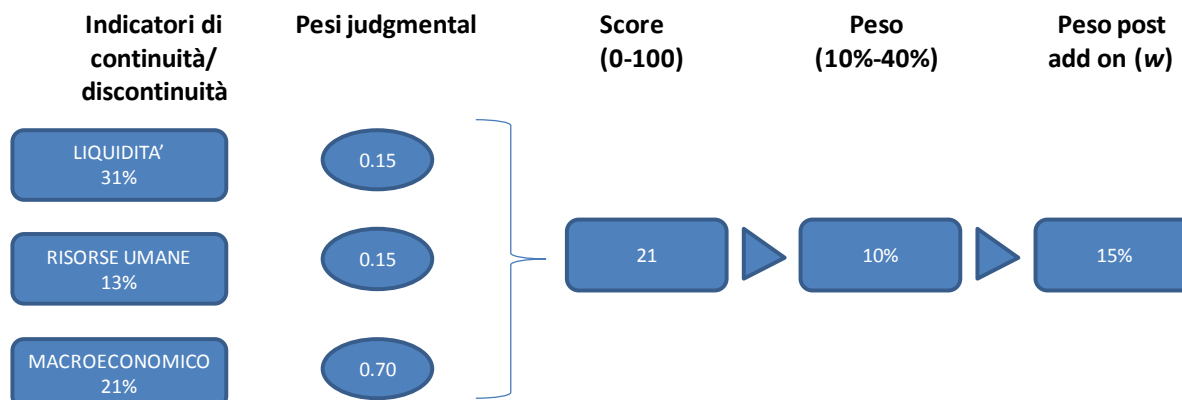 Indicatori di
continuità/
discontinuità
Pesi judgmental
Score
(0-100)
Peso
(10%-40%)
Peso post
add on (w)
LIQUIDITA’
31%
0.15
RISORSE UMANE
13%
0.15
21
10%
15%
MACROECONOMICO
21%
0.70